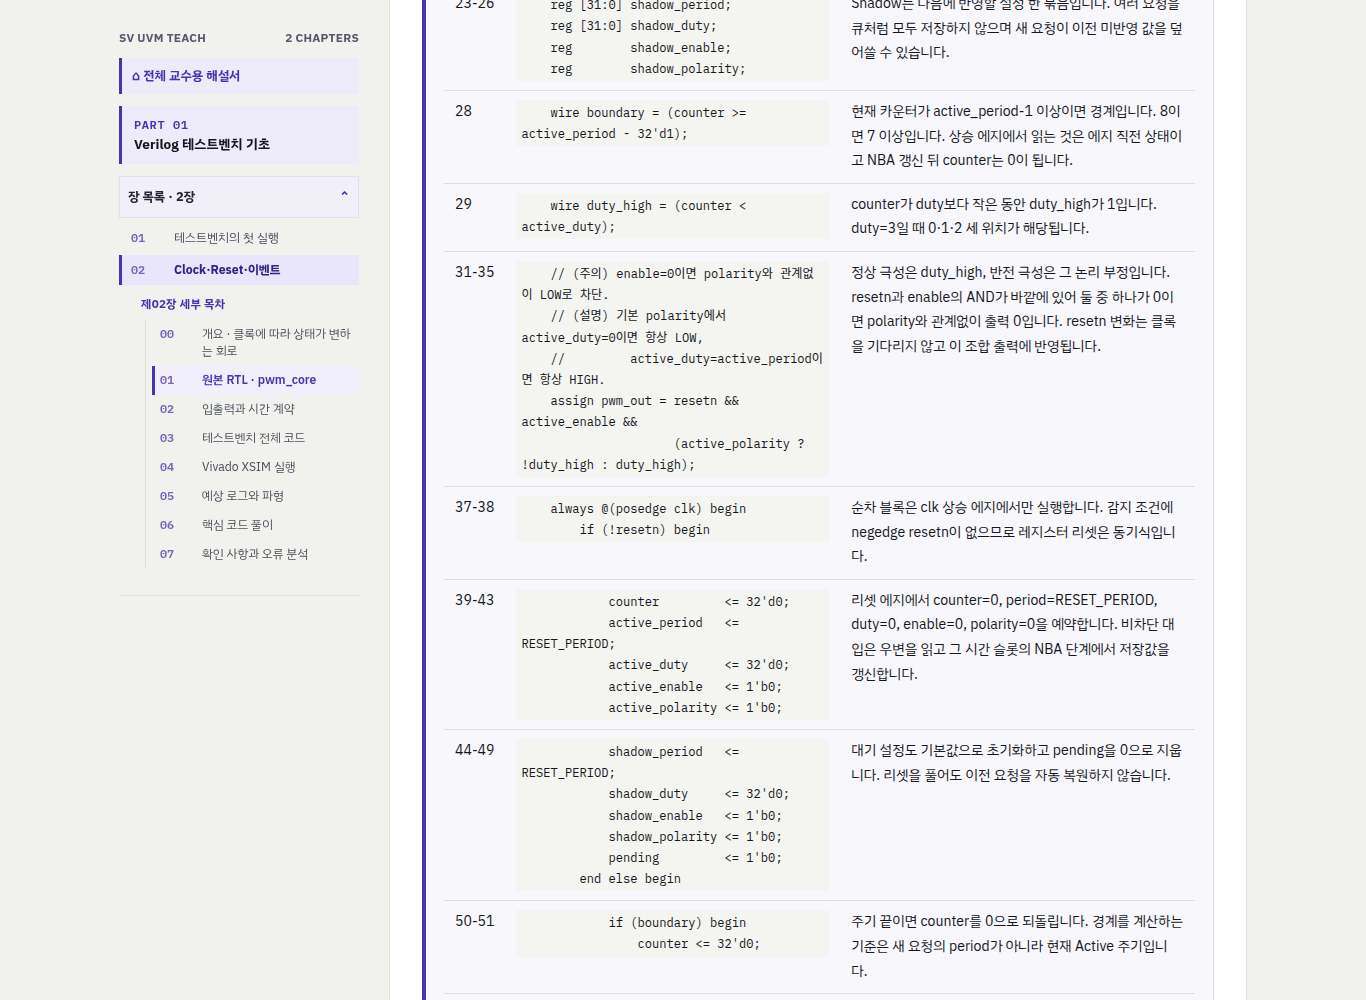 SV UVM TEACH
2 CHAPTERS
⌂ 전체 교수용 해설서
PART 01
Verilog 테스트벤치 기초
장 목록 · 2장
01 테스트벤치의 첫 실행
02 Clock·Reset·이벤트
제02장 세부 목차
00 개요 · 클록에 따라 상태가 변하
는 회로
01 원본 RTL · pwm_core
02 입출력과 시간 계약
03 테스트벤치 전체 코드
04 Vivado XSIM 실행
05 예상 로그와 파형
06 핵심 코드 풀이
07 확인 사항과 오류 분석
23-26
reg [31:0] shadow_period;
reg [31:0] shadow_duty;
reg        shadow_enable;
reg        shadow_polarity;
Shadow는 다음에 반영할 설정 한 묶음입니다. 여러 요청을
큐처럼 모두 저장하지 않으며 새 요청이 이전 미반영 값을 덮
어쓸 수 있습니다.
28
wire boundary = (counter >=
active_period - 32'd1);
현재 카운터가 active_period-1 이상이면 경계입니다. 8이
면 7 이상입니다. 상승 에지에서 읽는 것은 에지 직전 상태이
고 NBA 갱신 뒤 counter는 0이 됩니다.
29
wire duty_high = (counter <
active_duty);
counter가 duty보다 작은 동안 duty_high가 1입니다.
duty=3일 때 0·1·2 세 위치가 해당됩니다.
31-35
// (주의) enable=0이면 polarity와 관계없
이 LOW로 차단.
// (설명) 기본 polarity에서
active_duty=0이면 항상 LOW,
//         active_duty=active_period이
면 항상 HIGH.
assign pwm_out = resetn &&
active_enable &&
(active_polarity ?
!duty_high : duty_high);
정상 극성은 duty_high, 반전 극성은 그 논리 부정입니다.
resetn과 enable의 AND가 바깥에 있어 둘 중 하나가 0이
면 polarity와 관계없이 출력 0입니다. resetn 변화는 클록
을 기다리지 않고 이 조합 출력에 반영됩니다.
37-38
always @(posedge clk) begin
if (!resetn) begin
순차 블록은 clk 상승 에지에서만 실행합니다. 감지 조건에
negedge resetn이 없으므로 레지스터 리셋은 동기식입니
다.
39-43
counter         <= 32'd0;
active_period   <=
RESET_PERIOD;
active_duty     <= 32'd0;
active_enable   <= 1'b0;
active_polarity <= 1'b0;
리셋 에지에서 counter=0, period=RESET_PERIOD,
duty=0, enable=0, polarity=0을 예약합니다. 비차단 대
입은 우변을 읽고 그 시간 슬롯의 NBA 단계에서 저장값을
갱신합니다.
44-49
shadow_period   <=
RESET_PERIOD;
shadow_duty     <= 32'd0;
shadow_enable   <= 1'b0;
shadow_polarity <= 1'b0;
pending         <= 1'b0;
end else begin
대기 설정도 기본값으로 초기화하고 pending을 0으로 지웁
니다. 리셋을 풀어도 이전 요청을 자동 복원하지 않습니다.
50-51
if (boundary) begin
counter <= 32'd0;
주기 끝이면 counter를 0으로 되돌립니다. 경계를 계산하는
기준은 새 요청의 period가 아니라 현재 Active 주기입니
다.